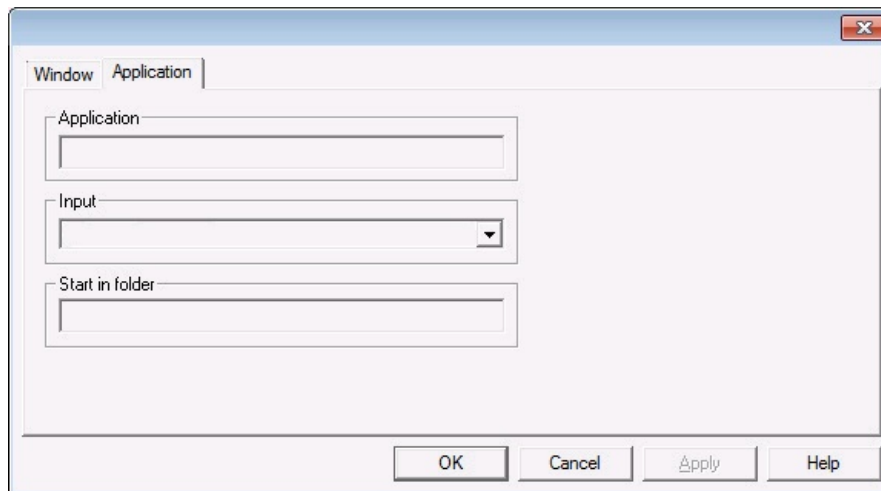 Window
Application
Application
Input
Start in folder
OK
Cancel
Apply
Help